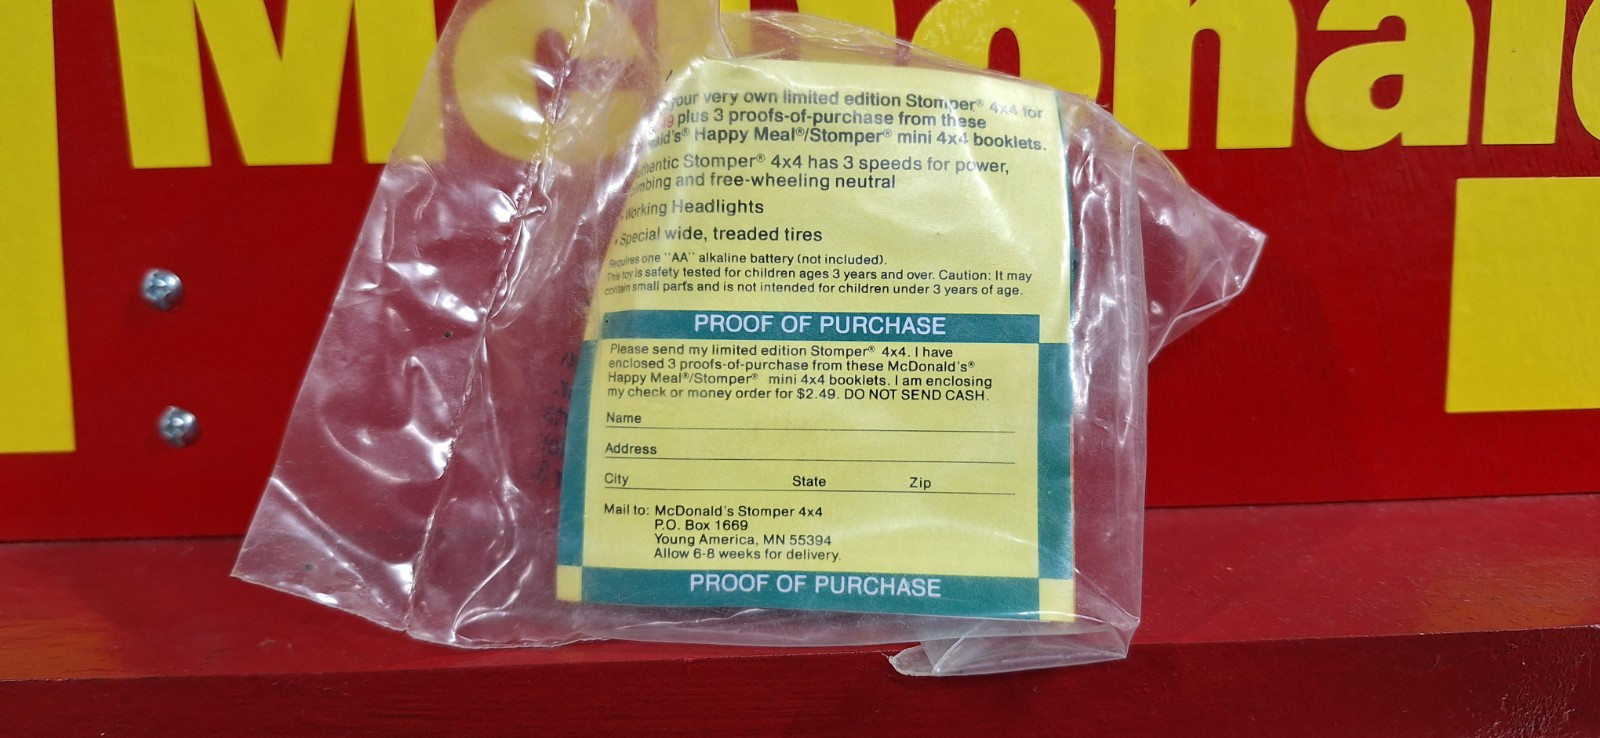 McDonal
your very own limited edition Stomper® 4x4 for
9 plus 3 proofs-of-purchase from these
ald's® Happy Meal®/Stomper® mini 4x4 booklets.
hentic Stomper® 4x4 has 3 speeds for power,
mbing and free-wheeling neutral
• Working Headlights
• Special wide, treaded tires
Requires one "AA" alkaline battery (not included).
This toy is safety tested for children ages 3 years and over. Caution: It may
contain small parts and is not intended for children under 3 years of age.
PROOF OF PURCHASE
Please send my limited edition Stomper® 4x4. I have
enclosed 3 proofs-of-purchase from these McDonald's®
Happy Meal®/Stomper® mini 4x4 booklets. I am enclosing
my check or money order for $2.49. DO NOT SEND CASH.
Name
Address
City State Zip
Mail to: McDonald's Stomper 4x4
P.O. Box 1669
Young America, MN 55394
Allow 6-8 weeks for delivery.
PROOF OF PURCHASE